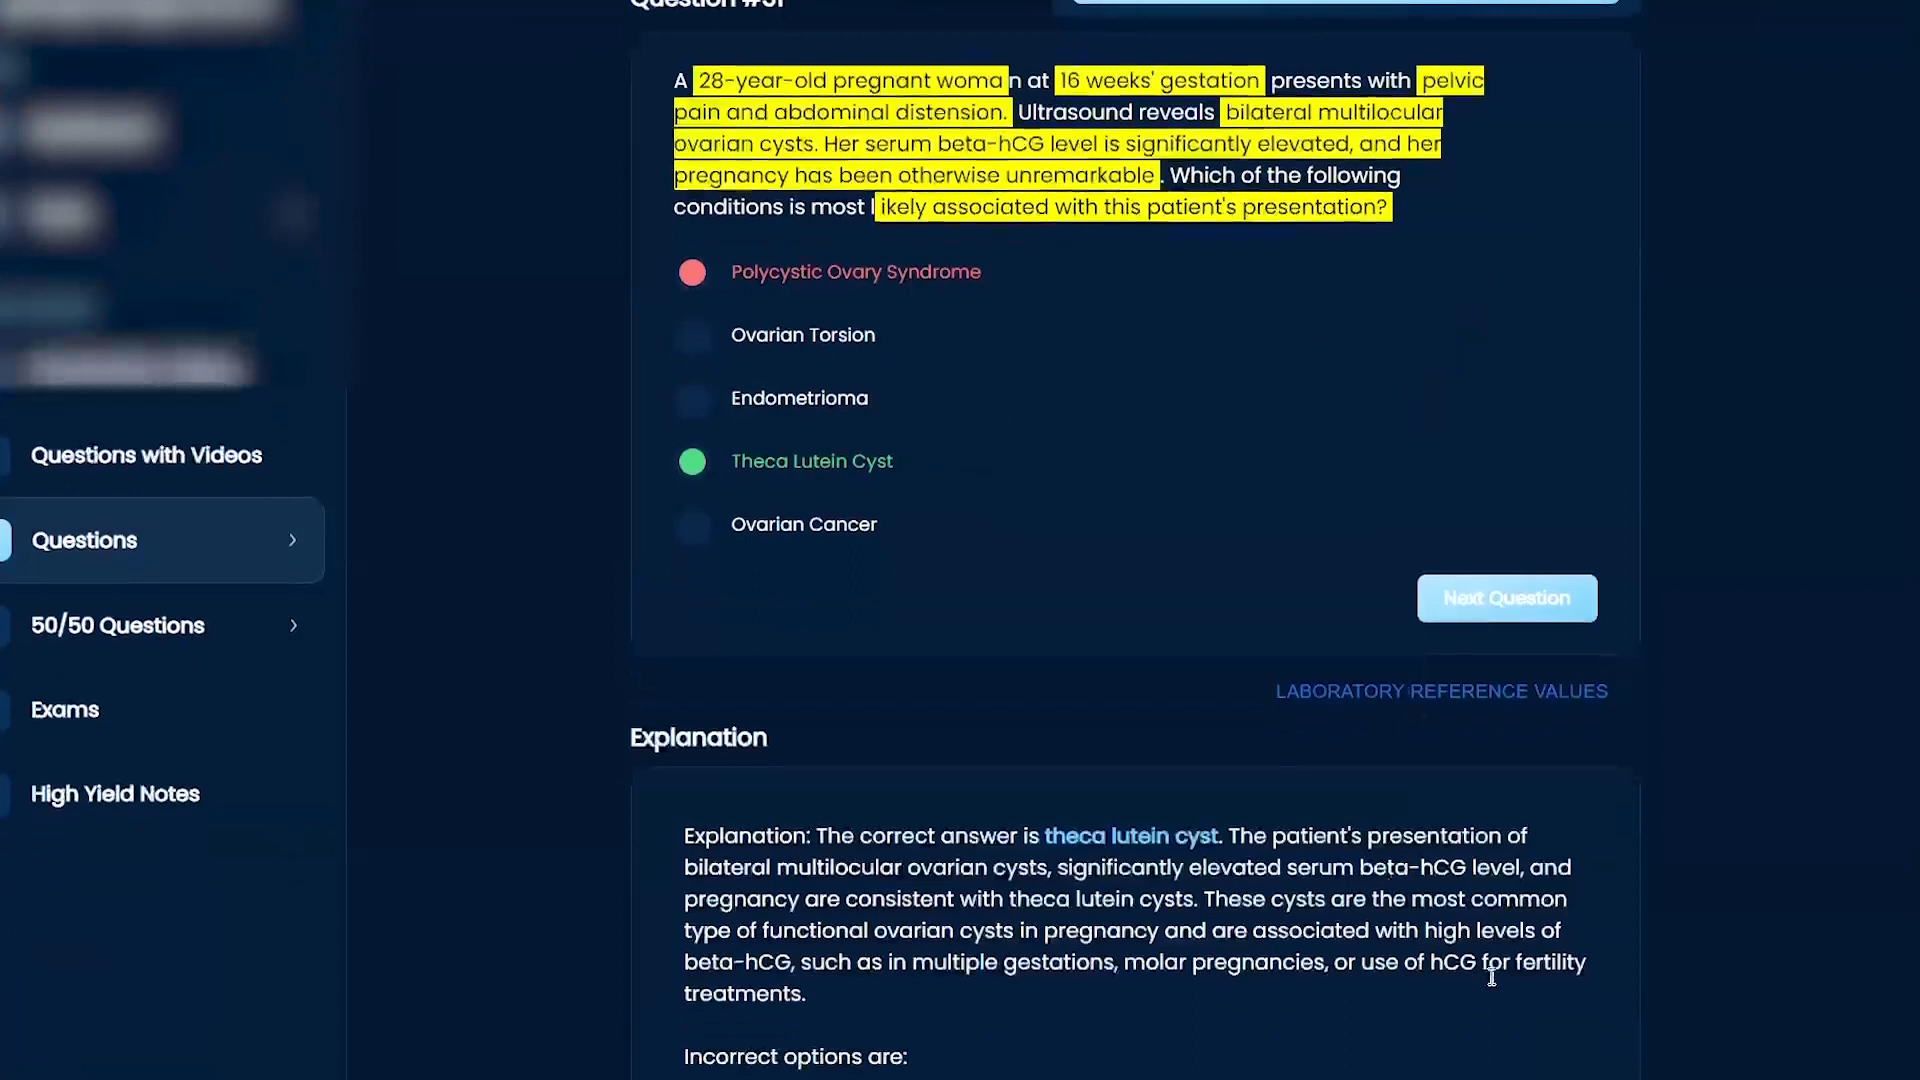 Question #31
A 28-year-old pregnant woman at 16 weeks' gestation presents with pelvic
pain and abdominal distension. Ultrasound reveals bilateral multilocular
ovarian cysts. Her serum beta-hCG level is significantly elevated, and her
pregnancy has been otherwise unremarkable. Which of the following
conditions is most likely associated with this patient's presentation?
Polycystic Ovary Syndrome
Ovarian Torsion
Endometrioma
Theca Lutein Cyst
Ovarian Cancer
Next Question
LABORATORY REFERENCE VALUES
Questions with Videos
Questions
50/50 Questions
Exams
High Yield Notes
Explanation
Explanation: The correct answer is theca lutein cyst. The patient's presentation of
bilateral multilocular ovarian cysts, significantly elevated serum beta-hCG level, and
pregnancy are consistent with theca lutein cysts. These cysts are the most common
type of functional ovarian cysts in pregnancy and are associated with high levels of
beta-hCG, such as in multiple gestations, molar pregnancies, or use of hCG for fertility
treatments.
Incorrect options are: